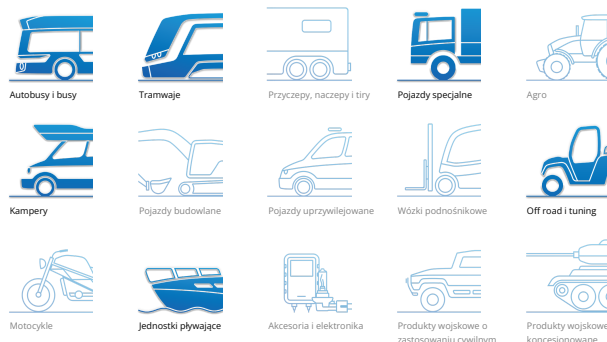 Autobusy i busy
Tramwaje
Przyczepy, naczepy i tiry
Pojazdy specjalne
Agro
Kampery
Pojazdy budowlane
Pojazdy uprzywilejowane
Wózki podnośnikowe
Off road i tuning
Motocykle
Jednostki pływające
Akcesoria i elektronika
Produkty wojskowe o
zastosowaniu cywilnym
Produkty wojskowe
koncesjonowane